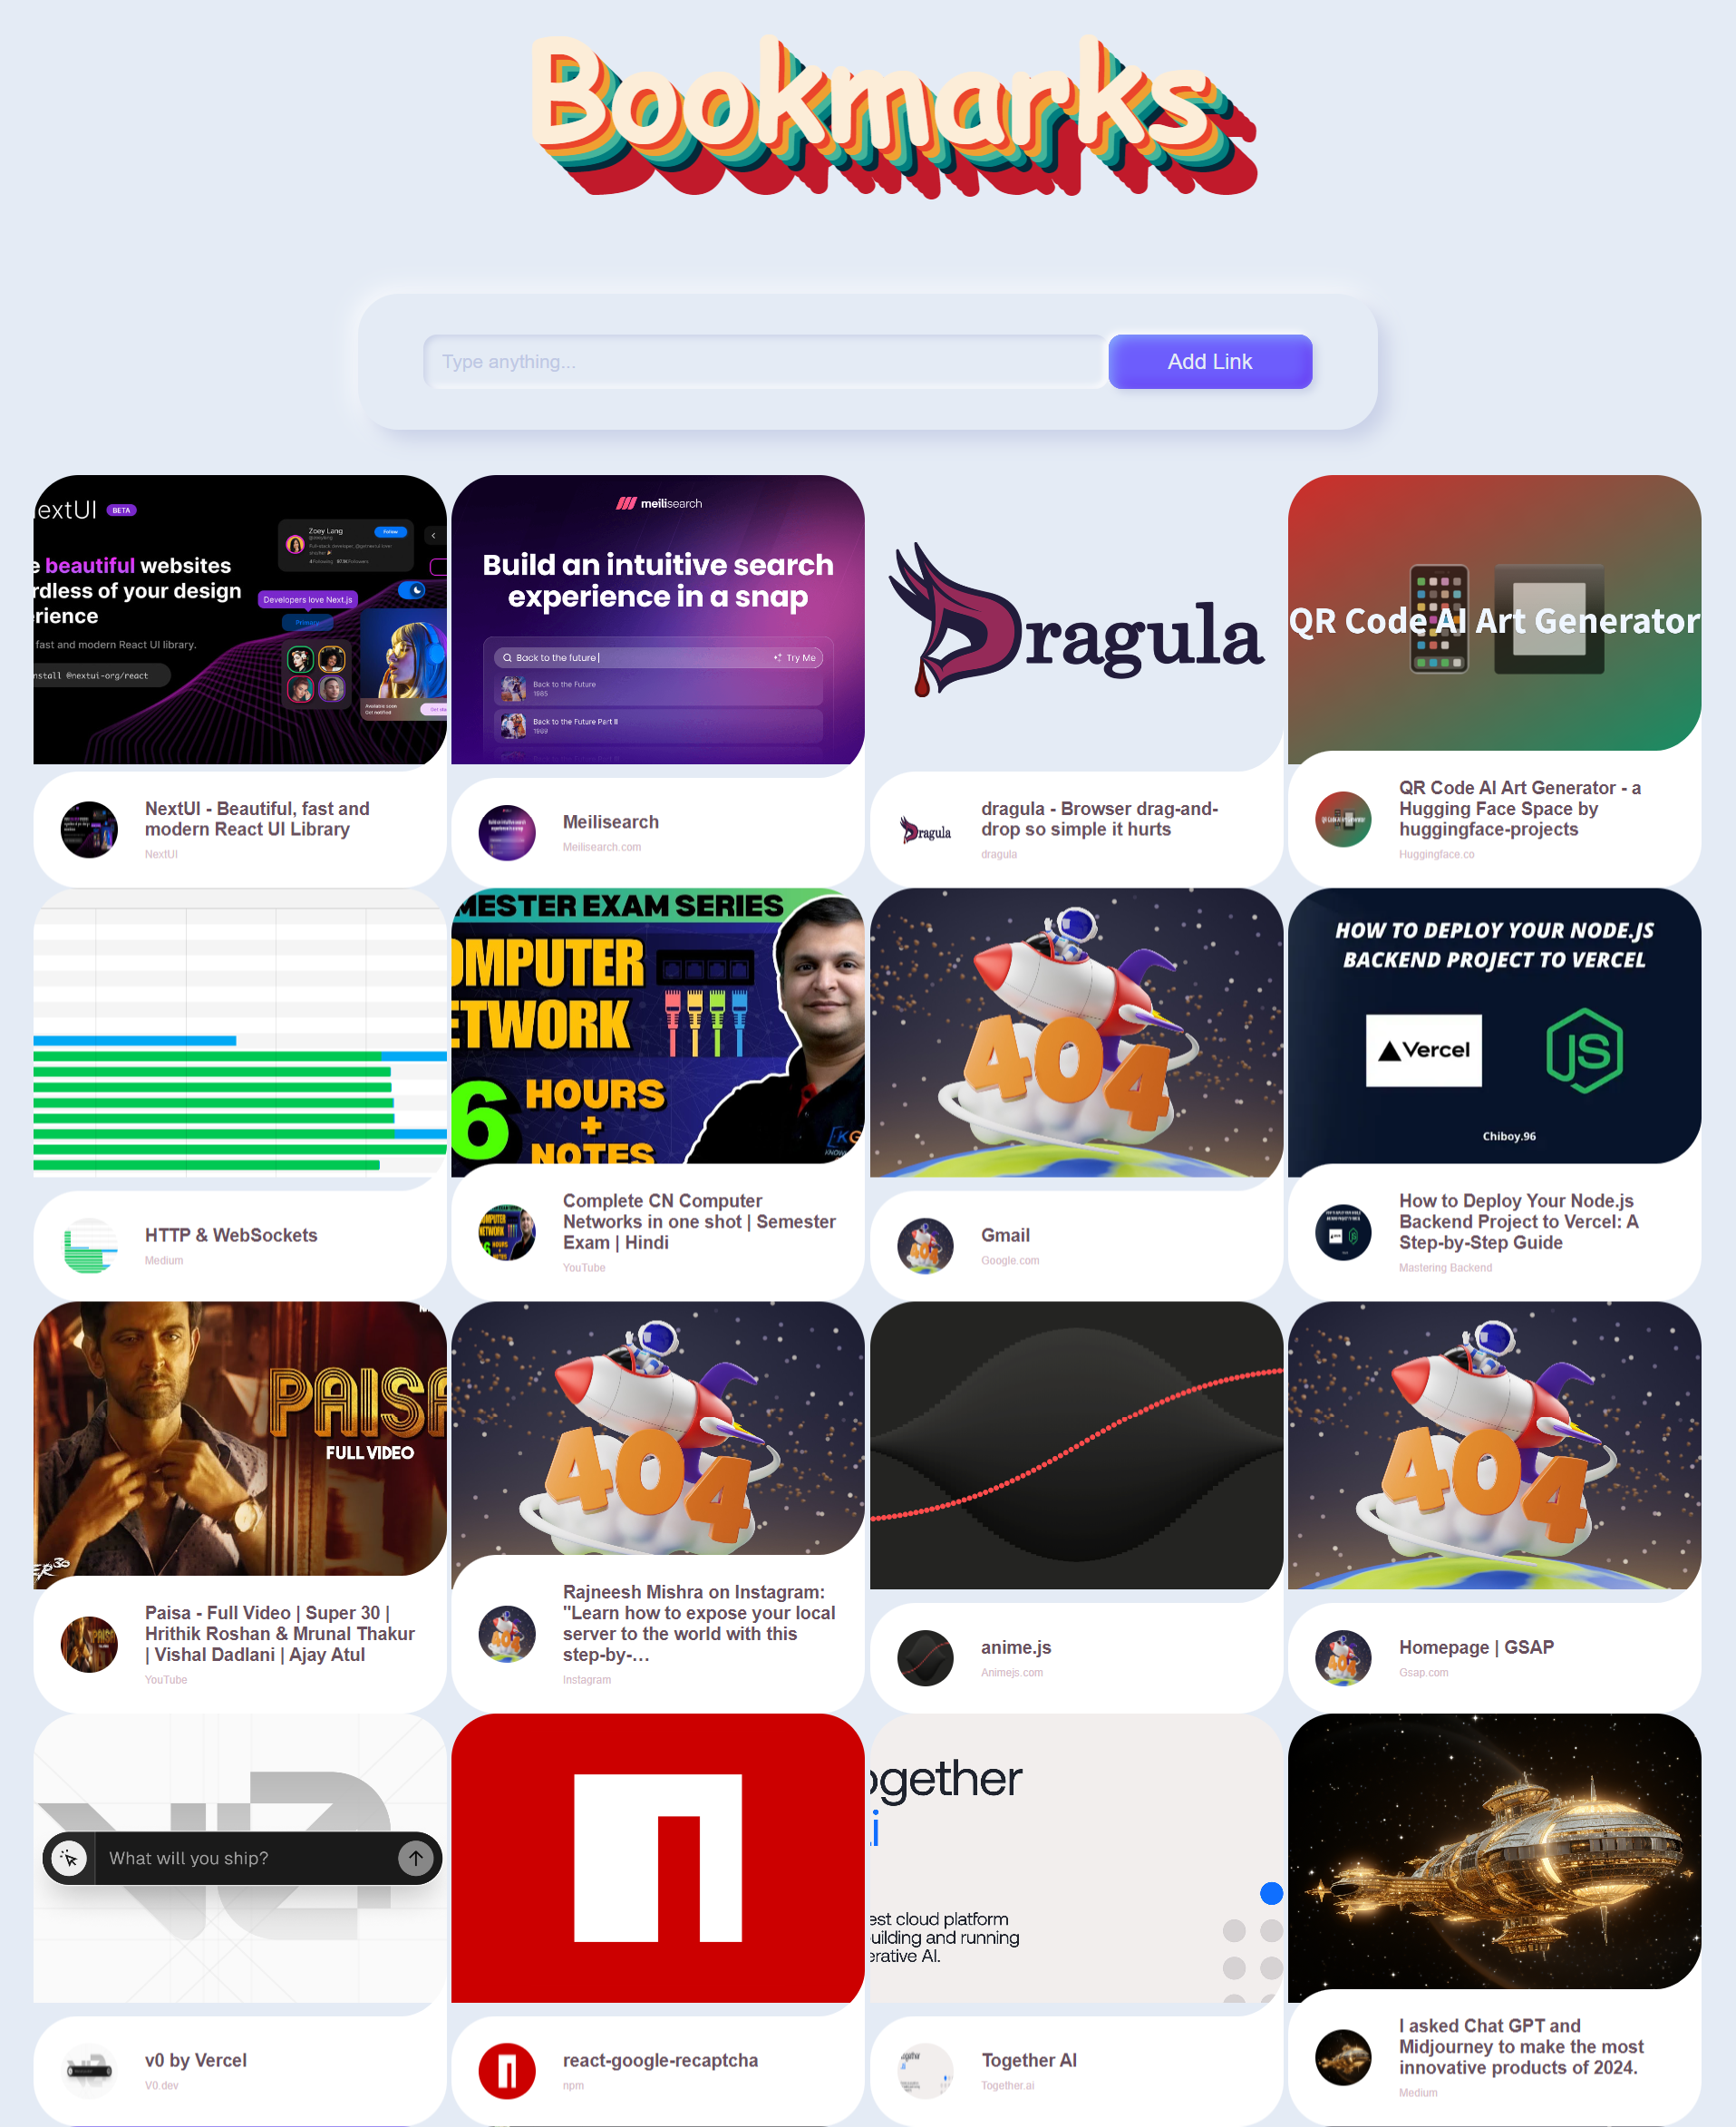 Bookmarks
Type anything...
Add Link
extUI BETA
e beautiful websites
rdless of your design
erience
fast and modern React UI library.
nstall @nextui-org/react
Zoey Lang
Follow
Developers love Next.js
Primary
meilisearch
Build an intuitive search
experience in a snap
Back to the future
Try Me
Back to the Future
1985
Back to the Future Part II
1989
Dragula
QR Code AI Art Generator
NextUI - Beautiful, fast and
modern React UI Library
NextUI
Meilisearch
Meilisearch.com
dragula - Browser drag-and-
drop so simple it hurts
dragula
QR Code AI Art Generator - a
Hugging Face Space by
huggingface-projects
Huggingface.co
MESTER EXAM SERIES
OMPUTER
ETWORK
6 HOURS
+
NOTES
404
HOW TO DEPLOY YOUR NODE.JS
BACKEND PROJECT TO VERCEL
Vercel
JS
Chiboy.96
HTTP & WebSockets
Medium
Complete CN Computer
Networks in one shot | Semester
Exam | Hindi
YouTube
Gmail
Google.com
How to Deploy Your Node.js
Backend Project to Vercel: A
Step-by-Step Guide
Mastering Backend
PAISA
FULL VIDEO
404
404
Paisa - Full Video | Super 30 |
Hrithik Roshan & Mrunal Thakur
| Vishal Dadlani | Ajay Atul
YouTube
Rajneesh Mishra on Instagram:
"Learn how to expose your local
server to the world with this
step-by-…
Instagram
anime.js
Animejs.com
Homepage | GSAP
Gsap.com
What will you ship?
ogether
.i
est cloud platform
uilding and running
erative AI.
v0 by Vercel
V0.dev
react-google-recaptcha
npm
Together AI
Together.ai
I asked Chat GPT and
Midjourney to make the most
innovative products of 2024.
Medium